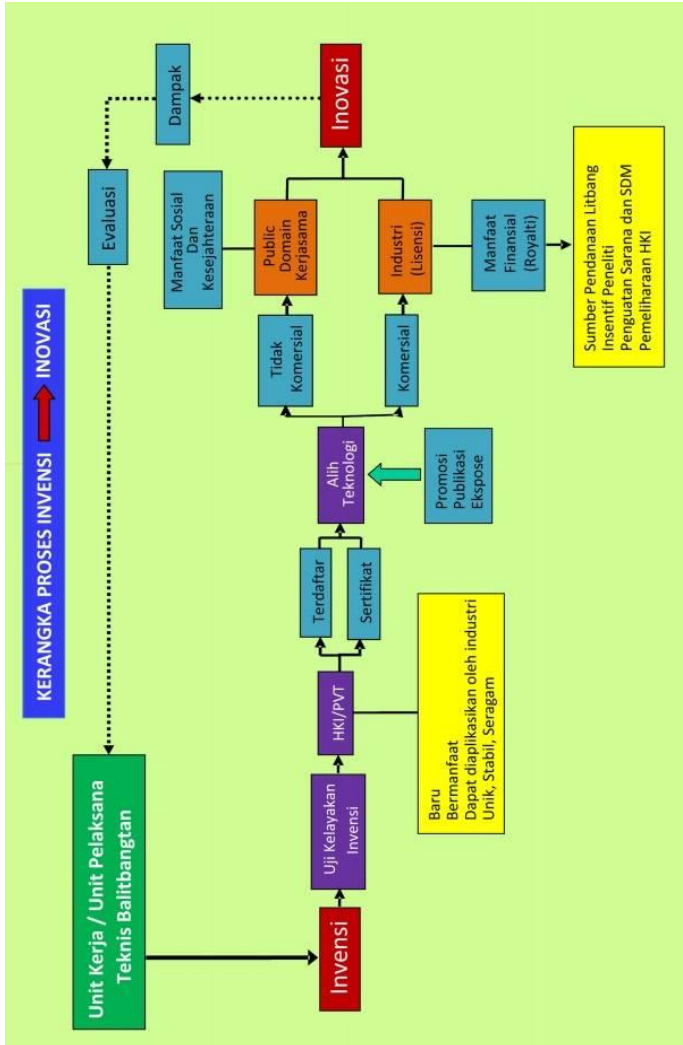 KERANGKA PROSES INVENSI INOVASI
Unit Kerja / Unit Pelaksana
Teknis Balitbangtan
Evaluasi
Dampak
Invensi
Uji Kelayakan
Invensi
HKI/PVT
Terdaftar
Sertifikat
Alih
Teknologi
Tidak
Komersial
Komersial
Manfaat Sosial
Dan
Kesejahteraan
Public
Domain
Kerjasama
Industri
(Lisensi)
Inovasi
Manfaat
Finansial
(Royalti)
Promosi
Publikasi
Ekspose
Baru
Bermanfaat
Dapat diaplikasikan oleh industri
Unik, Stabil, Seragam
Sumber Pendanaan Litbang
Insentif Peneliti
Penguatan Sarana dan SDM
Pemeliharaan HKI